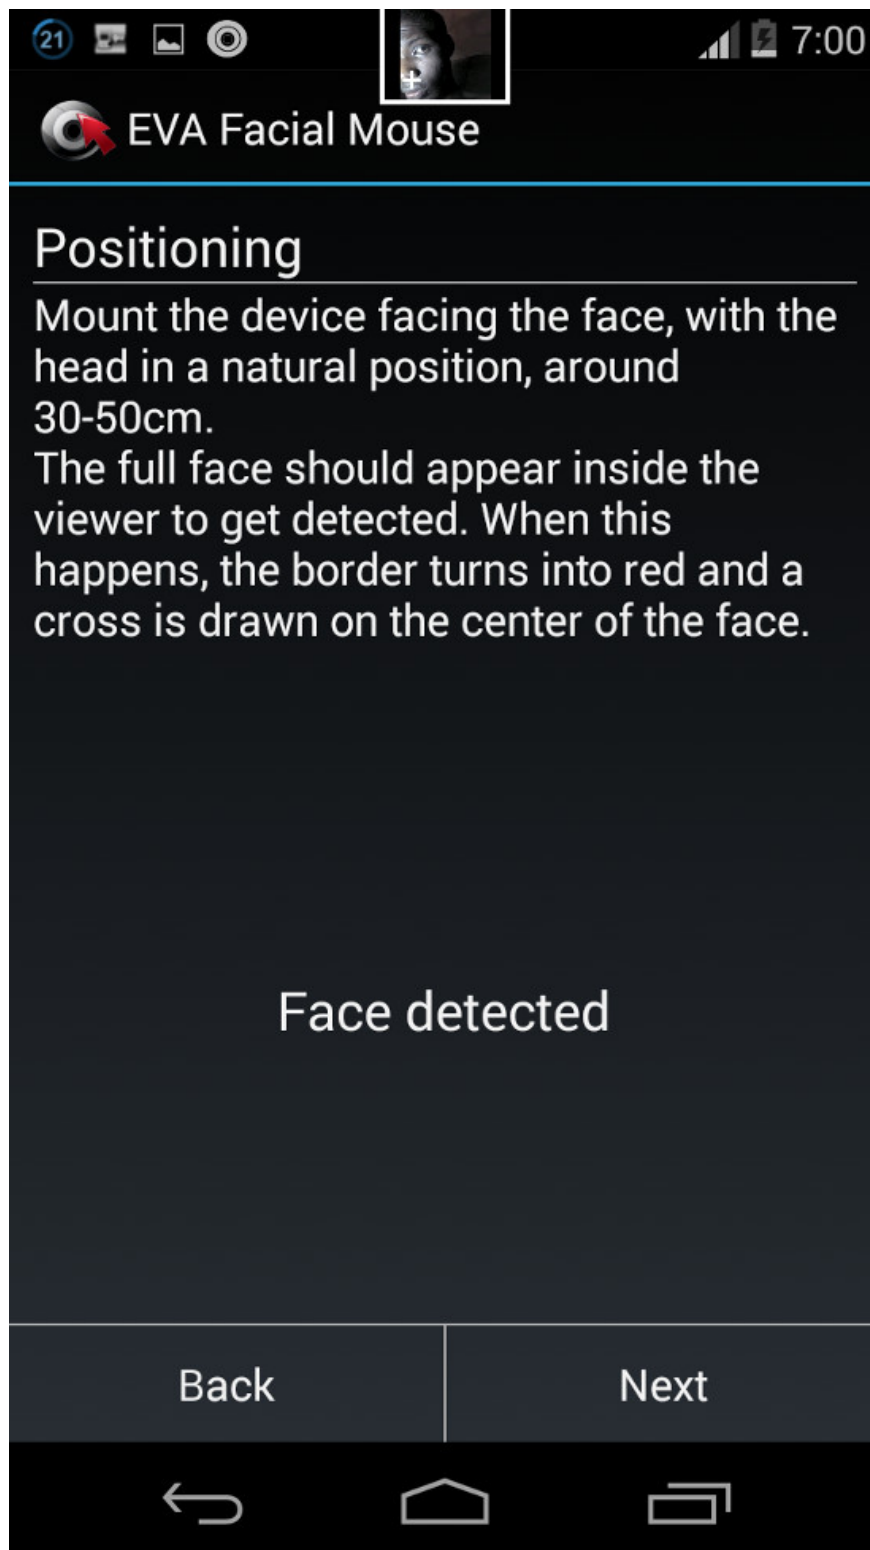 21
7:00
EVA Facial Mouse
Positioning
Mount the device facing the face, with the
head in a natural position, around
30-50cm.
The full face should appear inside the
viewer to get detected. When this
happens, the border turns into red and a
cross is drawn on the center of the face.
Face detected
Back
Next